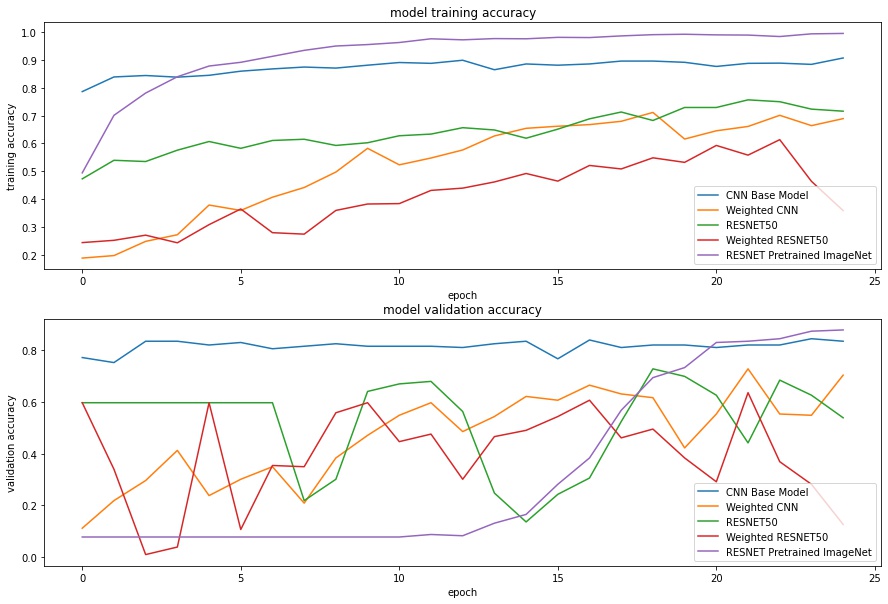 model training accuracy
training accuracy
1.0
0.9
0.8
0.7
0.6
0.5
0.4
0.3
0.2
CNN Base Model
Weighted CNN
RESNET50
Weighted RESNET50
RESNET Pretrained ImageNet
0 5 10 15 20 25
epoch
model validation accuracy
validation accuracy
0.8
0.6
0.4
0.2
0.0
CNN Base Model
Weighted CNN
RESNET50
Weighted RESNET50
RESNET Pretrained ImageNet
0 5 10 15 20 25
epoch